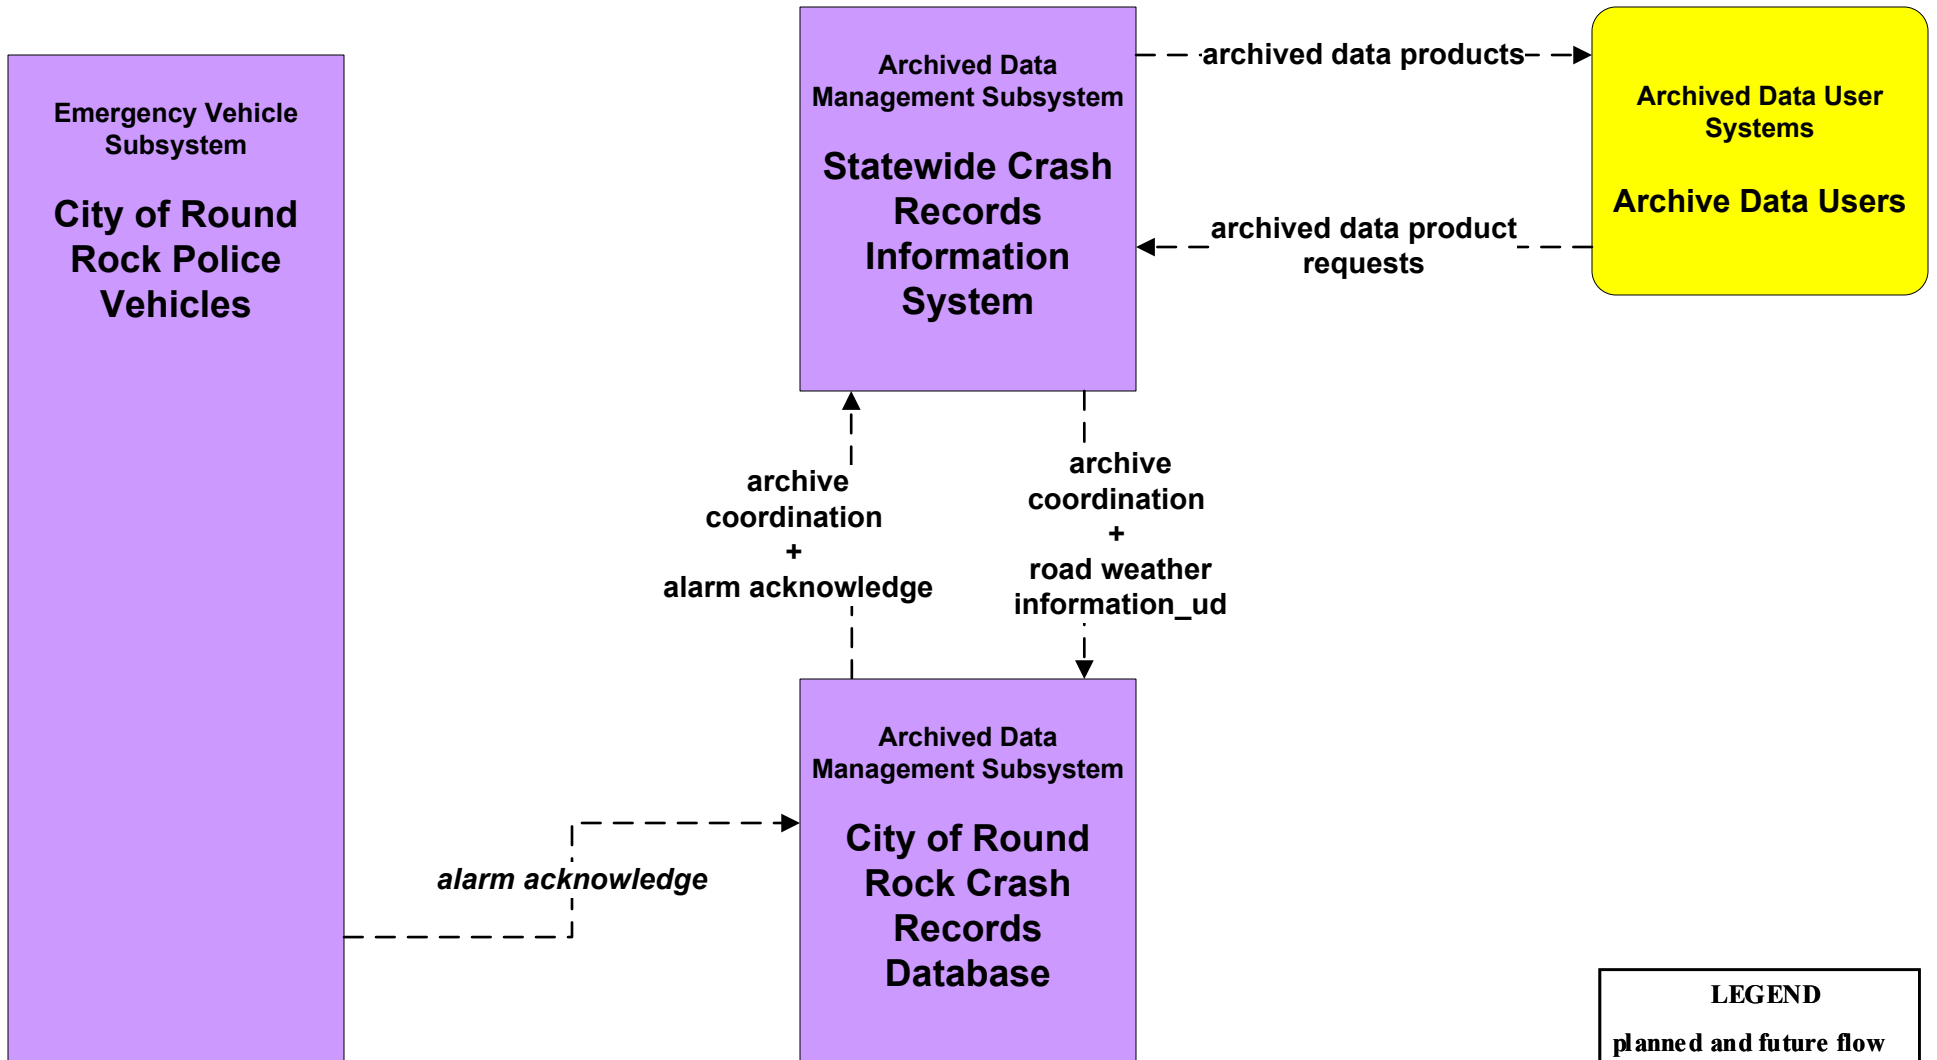 Emergency Vehicle
Subsystem
City of Round
Rock Police
Vehicles
Archived Data
Management Subsystem
Statewide Crash
Records
Information
System
archived data products
Archived Data User
Systems
Archive Data Users
archived data product
requests
archive
coordination
+
alarm acknowledge
archive
coordination
+
road weather
information_ud
alarm acknowledge
Archived Data
Management Subsystem
City of Round
Rock Crash
Records
Database
LEGEND
planned and future flow